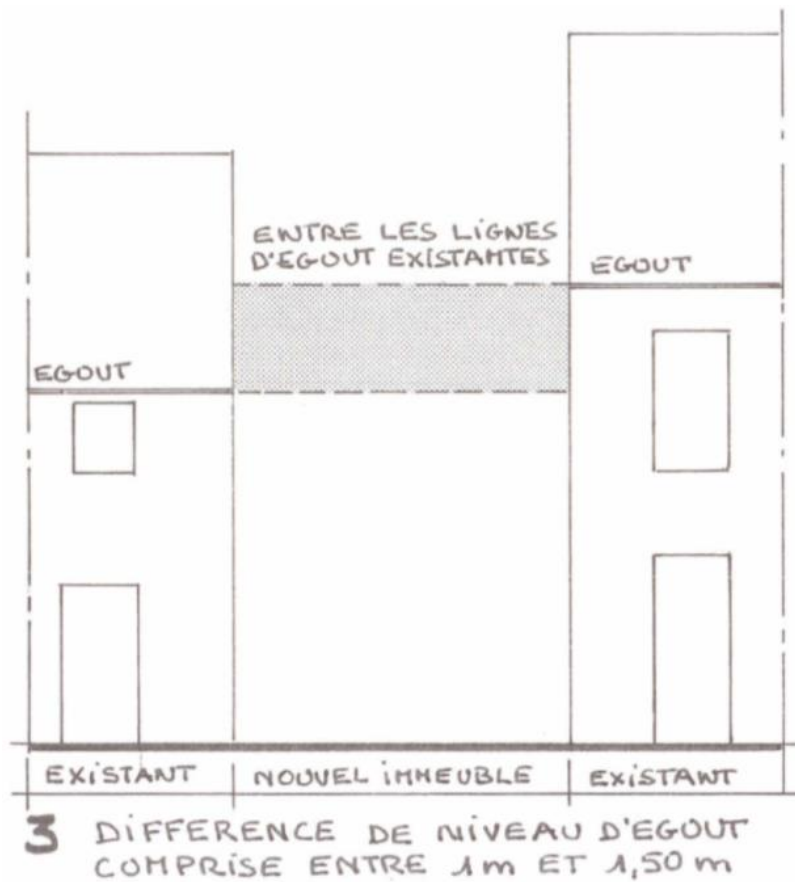 ENTRE LES LIGNES
D'EGOUT EXISTANTES
EGOUT
EGOUT
EXISTANT
NOUVEL IMMEUBLE
EXISTANT
3 DIFFERENCE DE NIVEAU D'EGOUT
COMPRISE ENTRE 1m ET 1,50 m